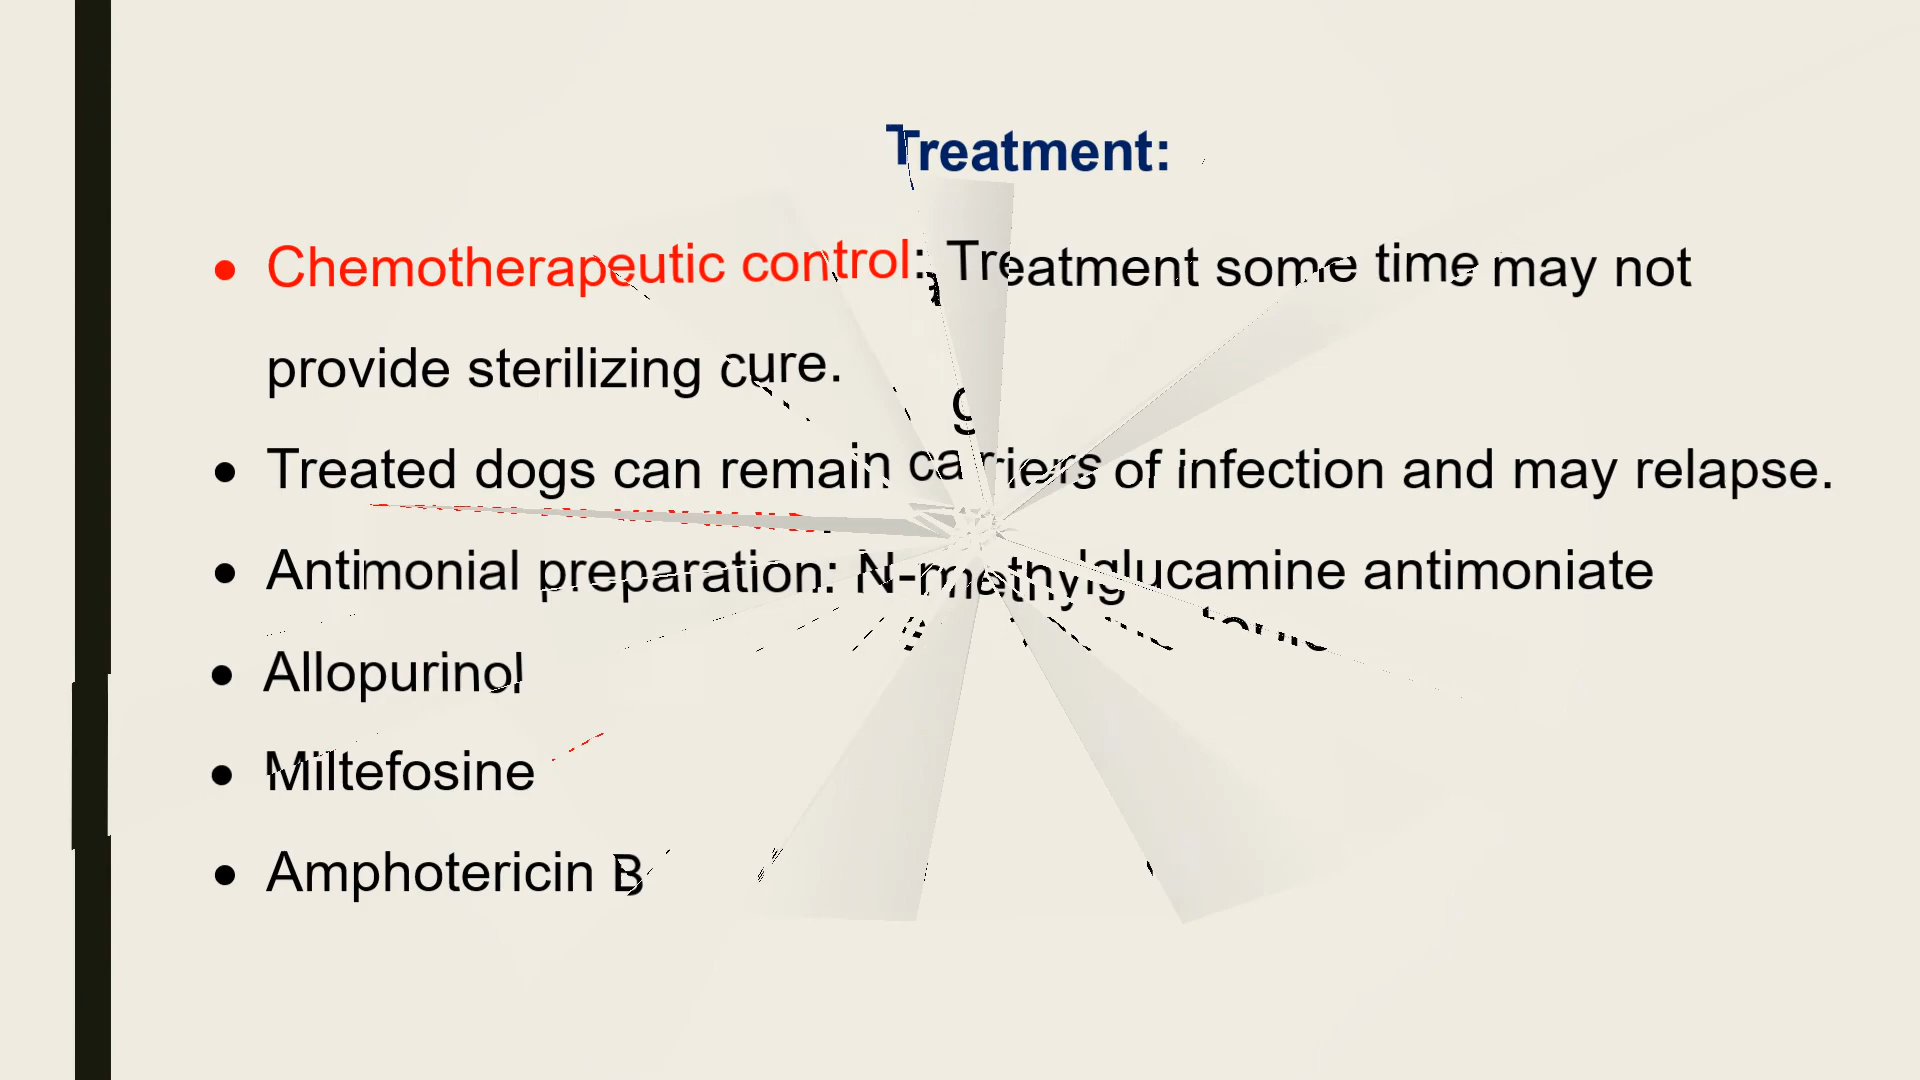 Treatment:
• Chemotherapeutic control: Treatment some time may not
provide sterilizing cure.
• Treated dogs can remain carriers of infection and may relapse.
• Antimonial preparation: N-methylglucamine antimoniate
• Allopurinol
• Miltefosine
• Amphotericin B